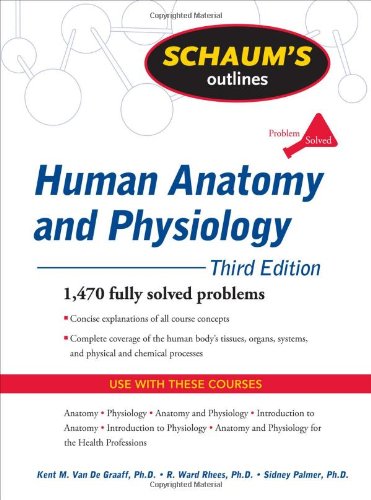 SCHAUM'S
outlines
Problem
Solved
Human Anatomy
and Physiology
Third Edition
1,470 fully solved problems
▪ Concise explanations of all course concepts
▪ Complete coverage of the human body's tissues, organs, systems,
and physical and chemical processes
USE WITH THESE COURSES
Anatomy • Physiology • Anatomy and Physiology • Introduction to
Anatomy • Introduction to Physiology • Anatomy and Physiology for
the Health Professions
Kent M. Van De Graaff, Ph.D. • R. Ward Rhees, Ph.D. • Sidney Palmer, Ph.D.